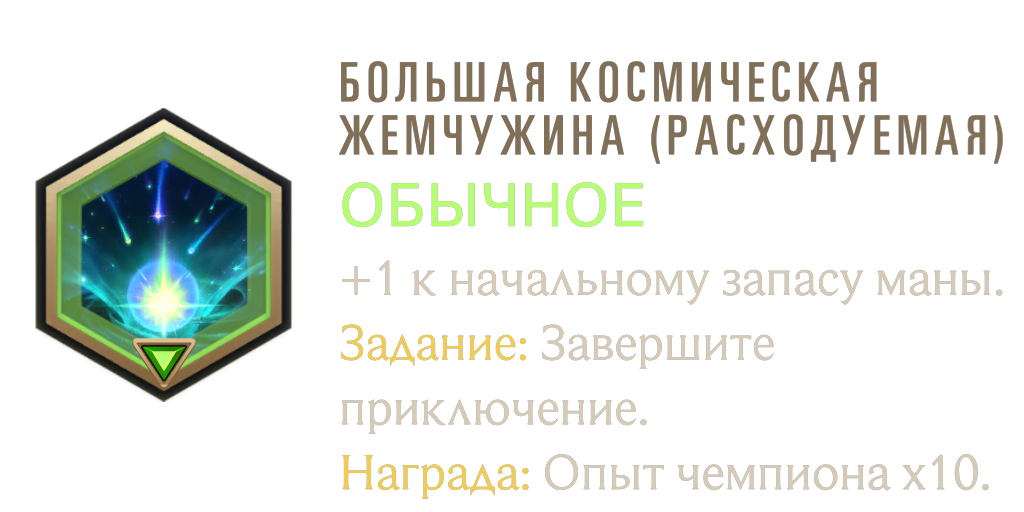 БОЛЬШАЯ КОСМИЧЕСКАЯ
ЖЕМЧУЖИНА (РАСХОДУЕМАЯ)
ОБЫЧНОЕ
+1 к начальному запасу маны.
Задание: Завершите
приключение.
Награда: Опыт чемпиона x10.